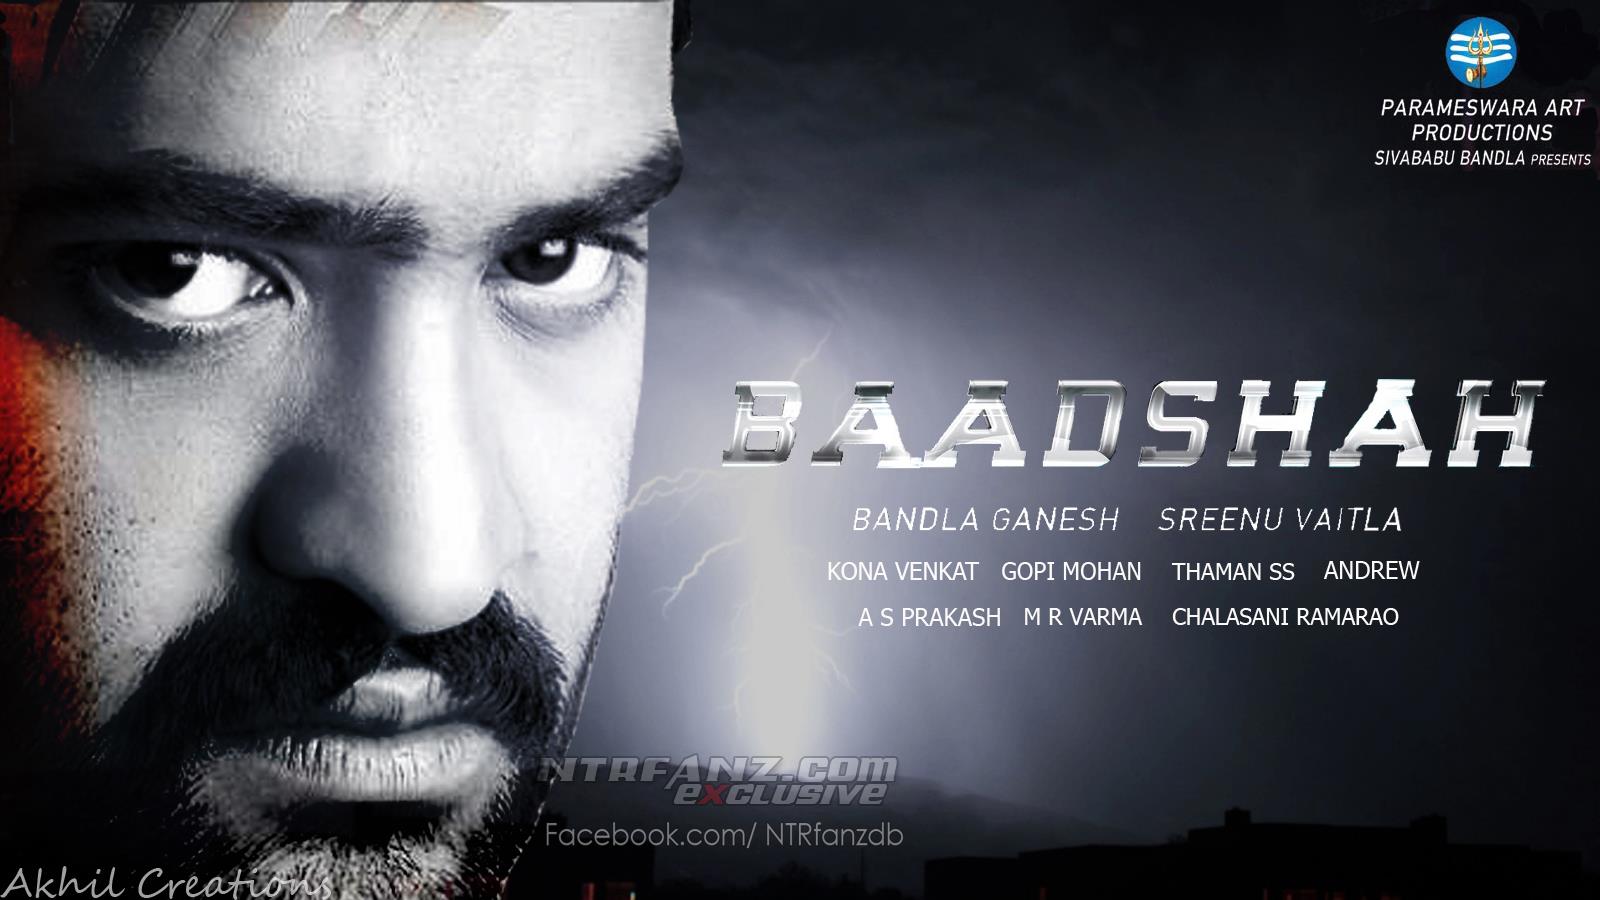 PARAMESWARA ART
PRODUCTIONS
SIVABABU BANDLA PRESENTS
BAADSHAH
BANDLA GANESH SREENU VAITLA
KONA VENKAT GOPI MOHAN THAMAN SS ANDREW
A S PRAKASH M R VARMA CHALASANI RAMARAO
NTRFANZ.COM
eXCLUSIVE
Facebook.com/ NTRfanzdb
Akhil Creations